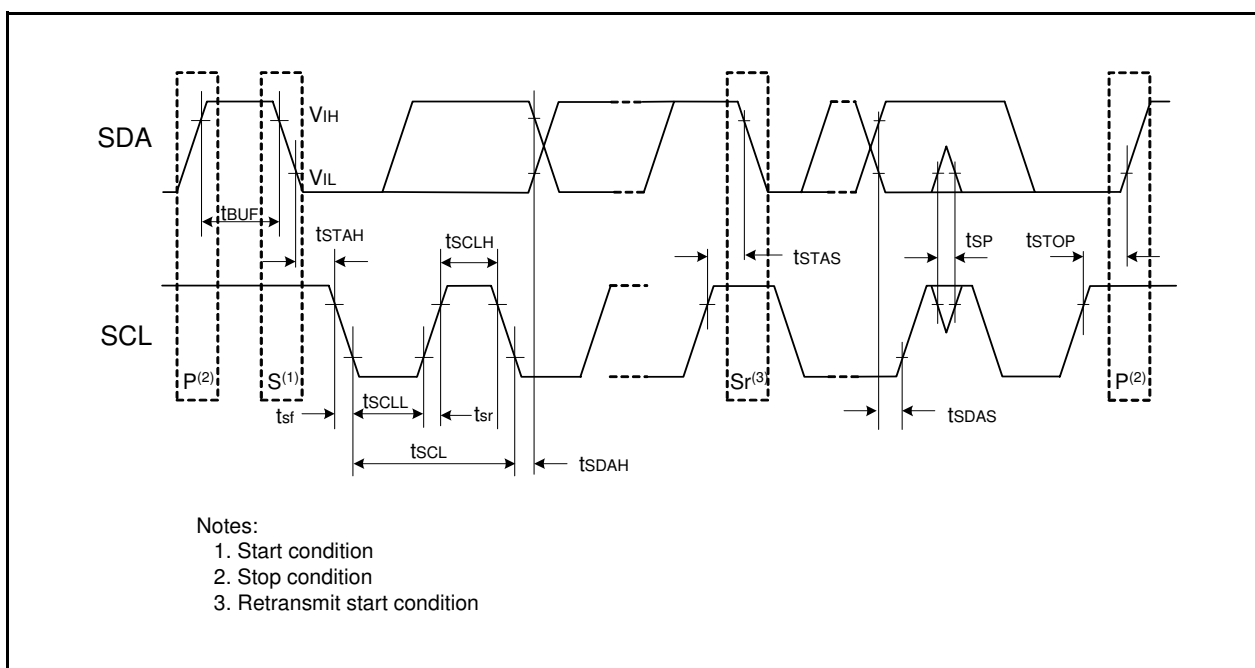 SDA
VIH
VIL
tBUF
tSTAH
tSCLH
tSTAS
tSP
tSTOP
SCL
P(2)
S(1)
Sr(3)
P(2)
tsf
tSCLL
tsr
tSDAS
tSCL
tSDAH
Notes:
1. Start condition
2. Stop condition
3. Retransmit start condition